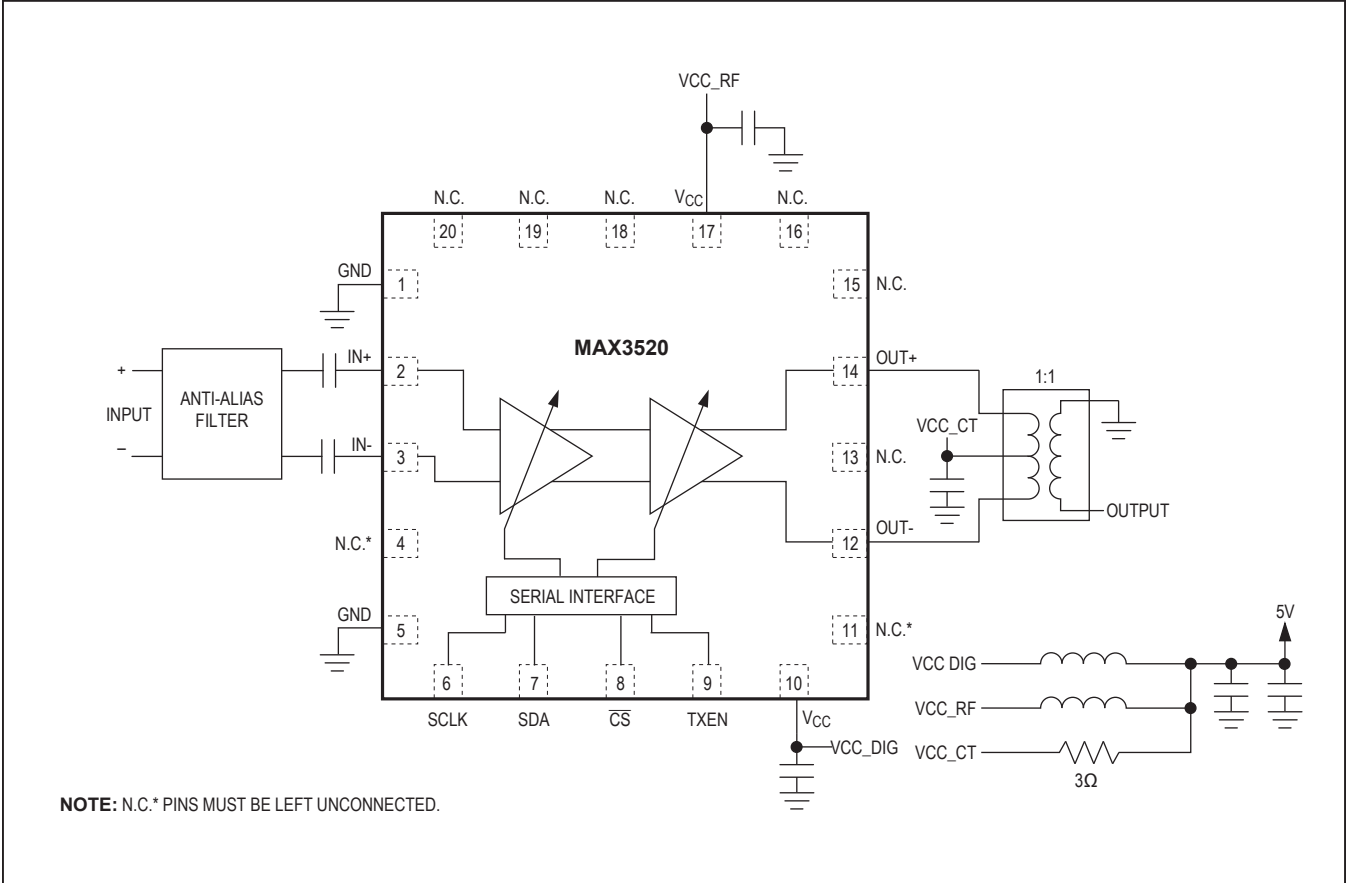 VCC_RF
N.C.
N.C.
N.C.
VCC
N.C.
20
19
18
17
16
GND
1
15
N.C.
MAX3520
+
INPUT
–
ANTI-ALIAS
FILTER
IN+
2
IN-
3
14
OUT+
1:1
VCC_CT
13
N.C.
OUTPUT
12
OUT-
N.C.*
4
SERIAL INTERFACE
GND
5
11
N.C.*
6
7
8
9
10
SCLK
SDA
CS
TXEN
VCC
VCC_DIG
5V
VCC DIG
VCC_RF
VCC_CT
3Ω
NOTE: N.C.* PINS MUST BE LEFT UNCONNECTED.